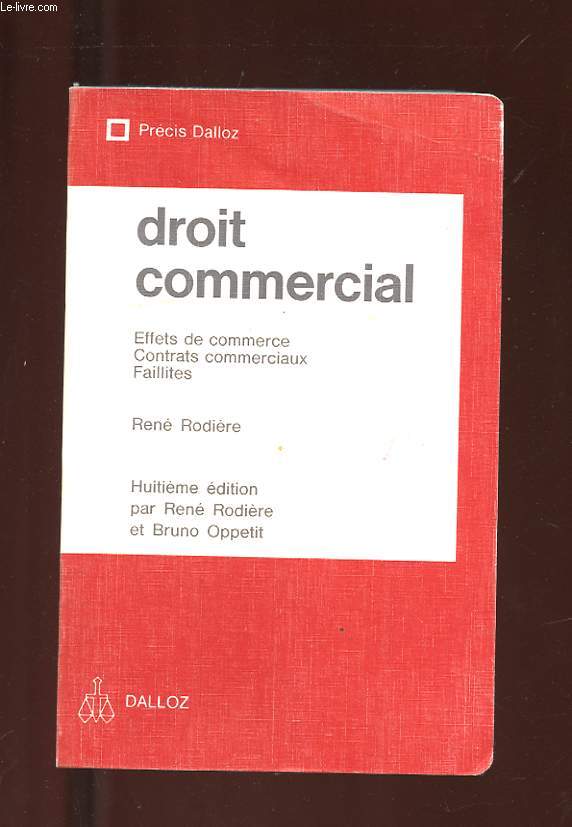 Le-livre.com
Précis Dalloz
droit
commercial
Effets de commerce
Contrats commerciaux
Faillites
René Rodière
Huitième édition
par René Rodière
et Bruno Oppetit
DALLOZ